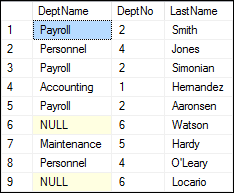 DeptName DeptNo LastName
1 Payroll 2 Smith
2 Personnel 4 Jones
3 Payroll 2 Simonian
4 Accounting 1 Hernandez
5 Payroll 2 Aaronsen
6 NULL 6 Watson
7 Maintenance 5 Hardy
8 Personnel 4 O'Leary
9 NULL 6 Locario